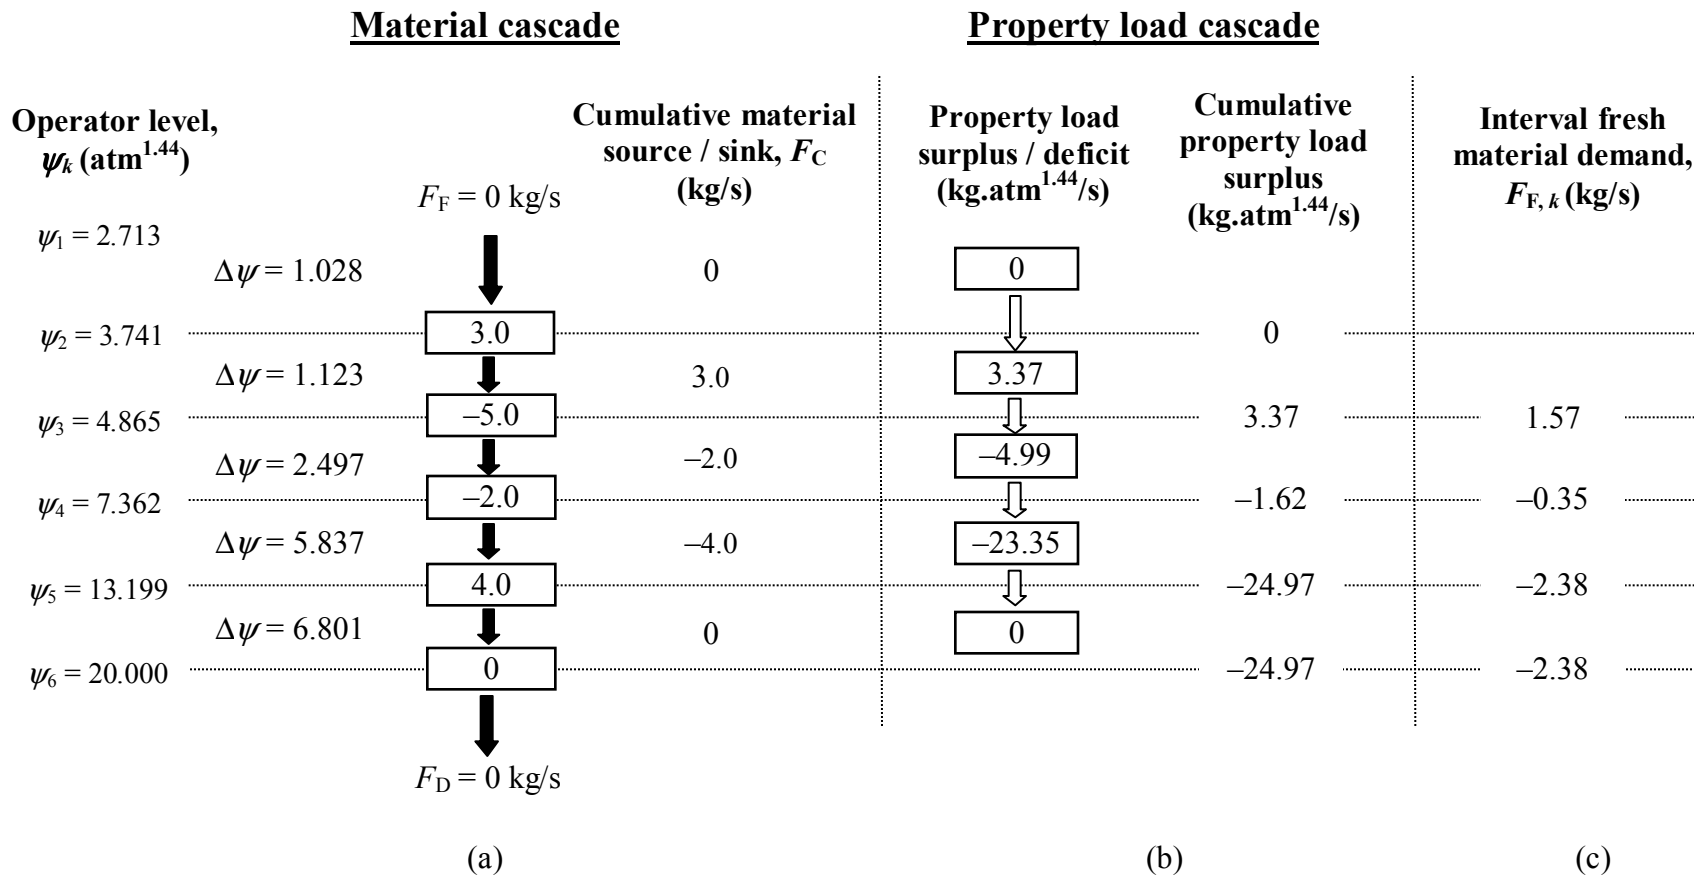 Material cascade
Property load cascade
Operator level,
ψk (atm^1.44)
Cumulative material
source / sink, FC
(kg/s)
Property load
surplus / deficit
(kg.atm^1.44/s)
Cumulative
property load
surplus
(kg.atm^1.44/s)
Interval fresh
material demand,
FF, k (kg/s)
FF = 0 kg/s
ψ1 = 2.713
Δψ = 1.028
0
0
ψ2 = 3.741
3.0
0
Δψ = 1.123
3.0
3.37
ψ3 = 4.865
–5.0
3.37
1.57
Δψ = 2.497
–2.0
–4.99
ψ4 = 7.362
–2.0
–1.62
–0.35
Δψ = 5.837
–4.0
–23.35
ψ5 = 13.199
4.0
–24.97
–2.38
Δψ = 6.801
0
0
ψ6 = 20.000
0
–24.97
–2.38
FD = 0 kg/s
(a)
(b)
(c)